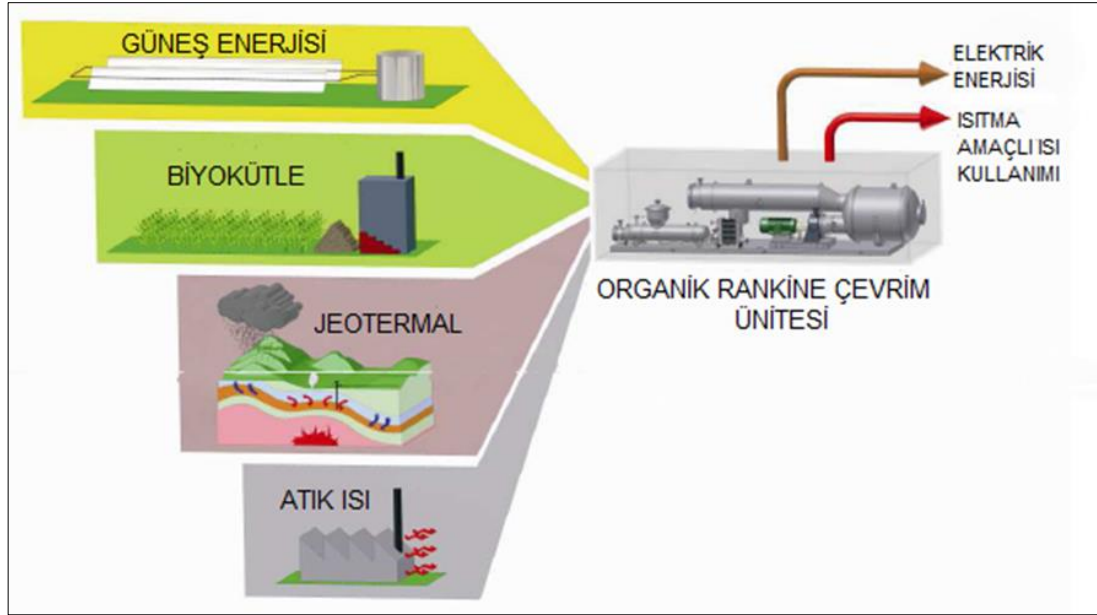 GÜNEŞ ENERJİSİ
BİYOKÜTLE
JEOTERMAL
ATIK ISI
ELEKTRİK
ENERJİSİ
ISITMA
AMAÇLI ISI
KULLANIMI
ORGANİK RANKİNE ÇEVRİM
ÜNİTESİ